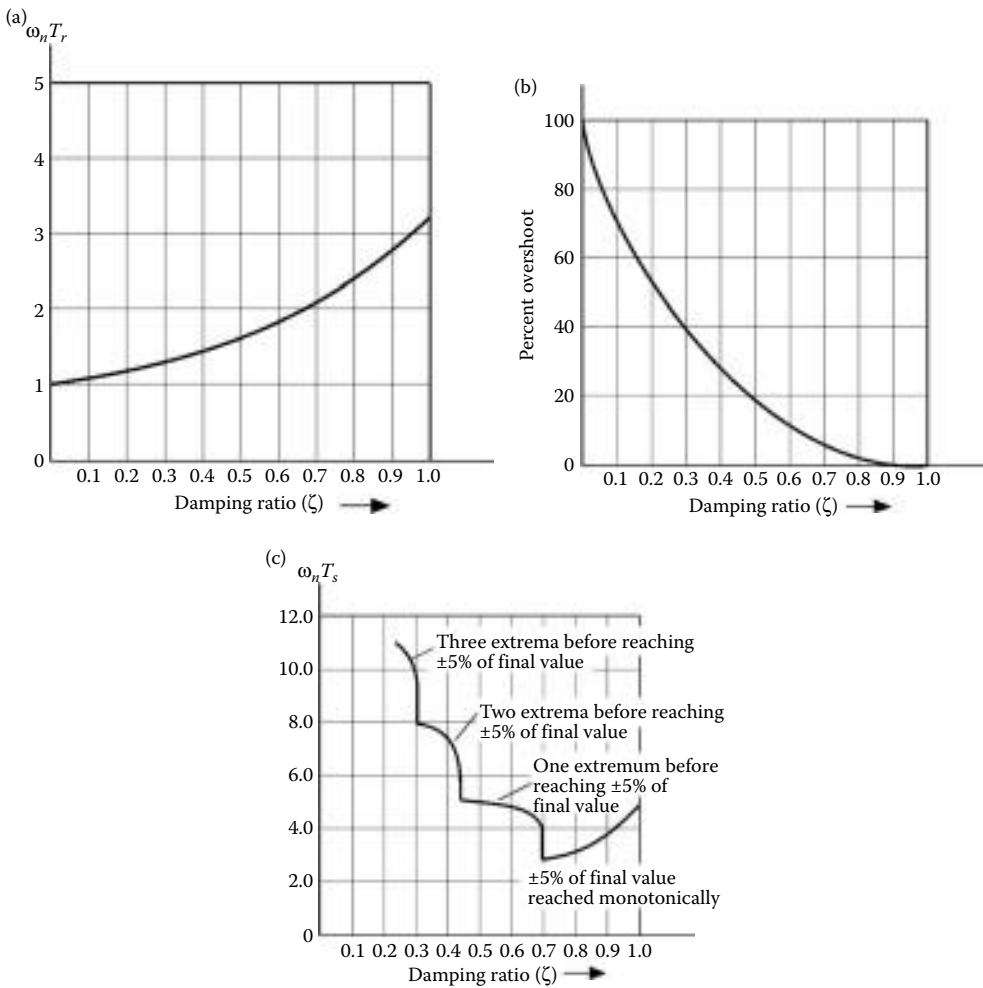 (a)
ωnTr
5
4
3
2
1
0
0.1 0.2 0.3 0.4 0.5 0.6 0.7 0.8 0.9 1.0
Damping ratio (ζ)
(b)
100
80
60
40
20
0
Percent overshoot
0.1 0.2 0.3 0.4 0.5 0.6 0.7 0.8 0.9 1.0
Damping ratio (ζ)
(c)
ωnTs
12.0
10.0
8.0
6.0
4.0
2.0
0
Three extrema before reaching
±5% of final value
Two extrema before reaching
±5% of final value
One extremum before
reaching ±5% of
final value
±5% of final value
reached monotonically
0.1 0.2 0.3 0.4 0.5 0.6 0.7 0.8 0.9 1.0
Damping ratio (ζ)